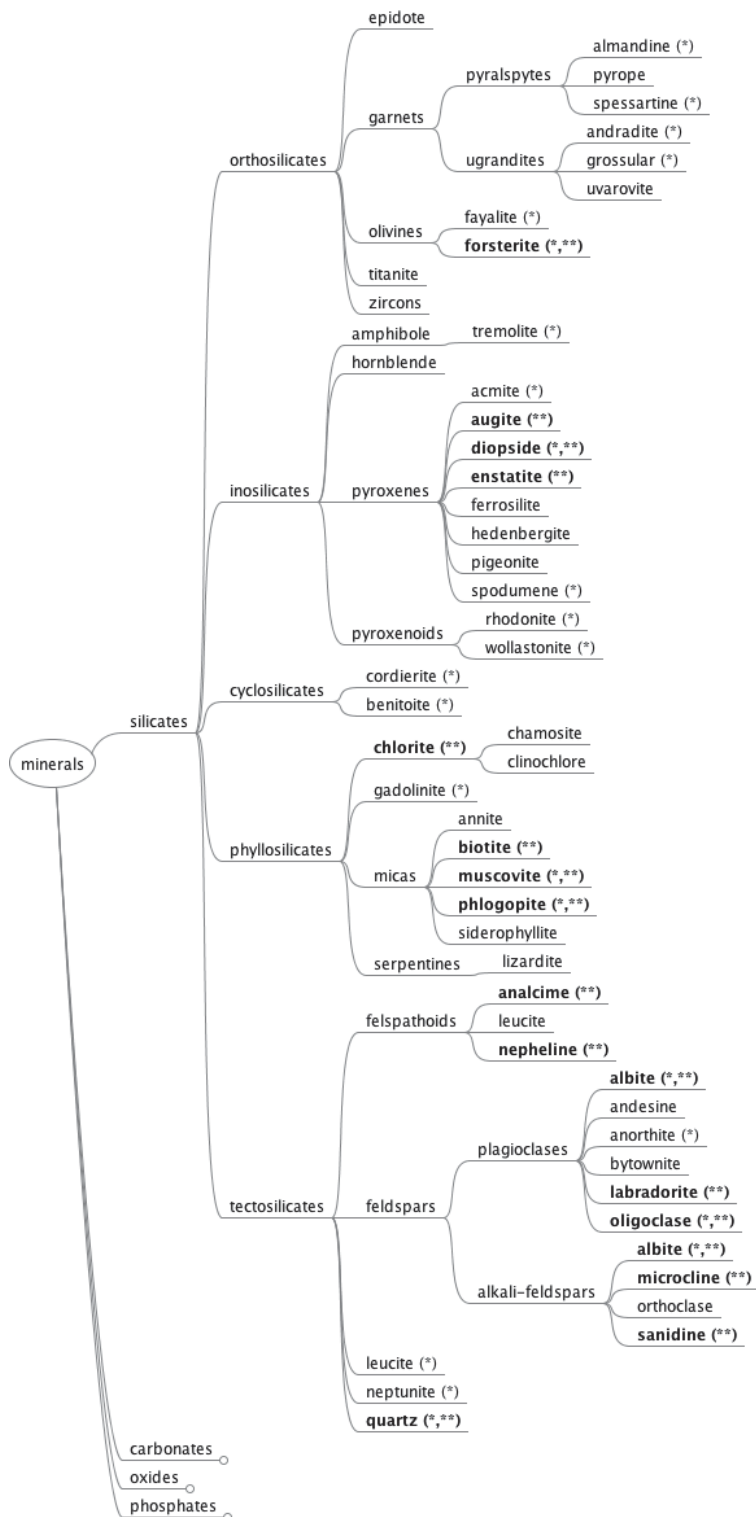 epidote
almandine (*)
pyralspytes
pyrope
spessartine (*)
garnets
andradite (*)
orthosilicates
ugrandites
grossular (*)
uvarovite
fayalite (*)
olivines
forsterite (*,**)
titanite
zircons
amphibole
tremolite (*)
hornblende
acmite (*)
augite (**)
diopside (*,**)
enstatite (**)
inosilicates
pyroxenes
ferrosilite
hedenbergite
pigeonite
spodumene (*)
rhodonite (*)
pyroxenoids
wollastonite (*)
cordierite (*)
cyclosilicates
benitoite (*)
silicates
minerals
chamosite
chlorite (**)
clinochlore
gadolinite (*)
annite
phyllosilicates
biotite (**)
micas
muscovite (*,**)
phlogopite (*,**)
siderophyllite
serpentines
lizardite
analcime (**)
felspathoids
leucite
nepheline (**)
albite (*,**)
andesine
anorthite (*)
plagioclases
bytownite
labradorite (**)
tectosilicates
feldspars
oligoclase (*,**)
albite (*,**)
microcline (**)
alkali-feldspars
orthoclase
sanidine (**)
leucite (*)
neptunite (*)
quartz (*,**)
carbonates
oxides
phosphates